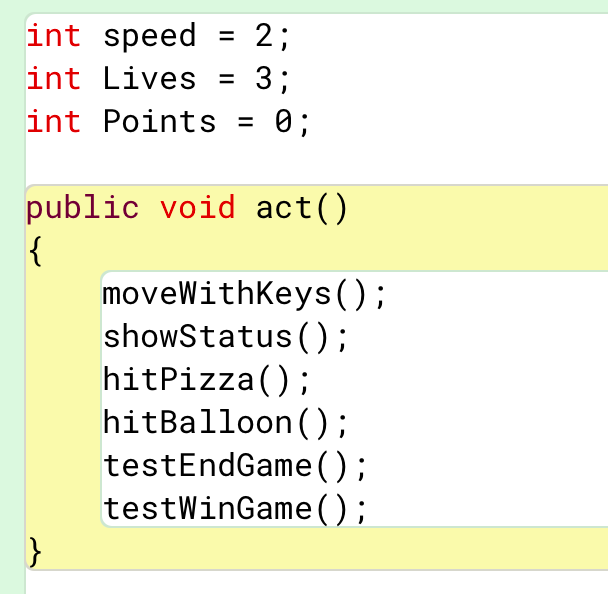 int speed = 2;
int Lives = 3;
int Points = 0;
public void act()
{
moveWithKeys();
showStatus();
hitPizza();
hitBalloon();
testEndGame();
testWinGame();
}